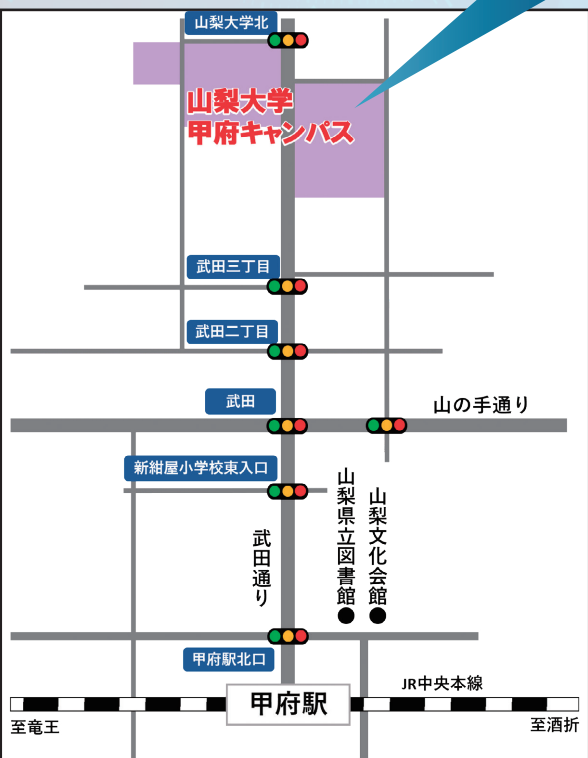 山梨大学北
山梨大学
甲府キャンパス
武田三丁目
武田二丁目
武田
山の手通り
新紺屋小学校東入口
武田通り
山梨県立図書館
山梨文化会館
甲府駅北口
JR中央本線
甲府駅
至竜王
至酒折